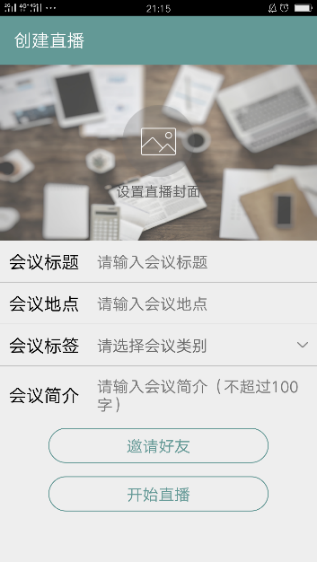 21:15
创建直播
设置直播封面
会议标题 请输入会议标题
会议地点 请输入会议地点
会议标签 请选择会议类别
会议简介 请输入会议简介（不超过100
字）
邀请好友
开始直播